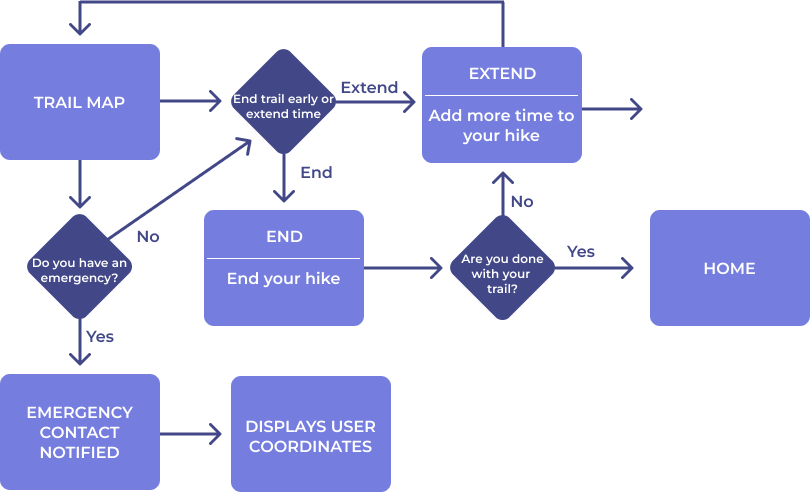 TRAIL MAP
End trail early or
extend time
Extend
EXTEND
Add more time to
your hike
End
No
Do you have an
emergency?
END
End your hike
No
Are you done
with your
trail?
Yes
HOME
Yes
EMERGENCY
CONTACT
NOTIFIED
DISPLAYS USER
COORDINATES